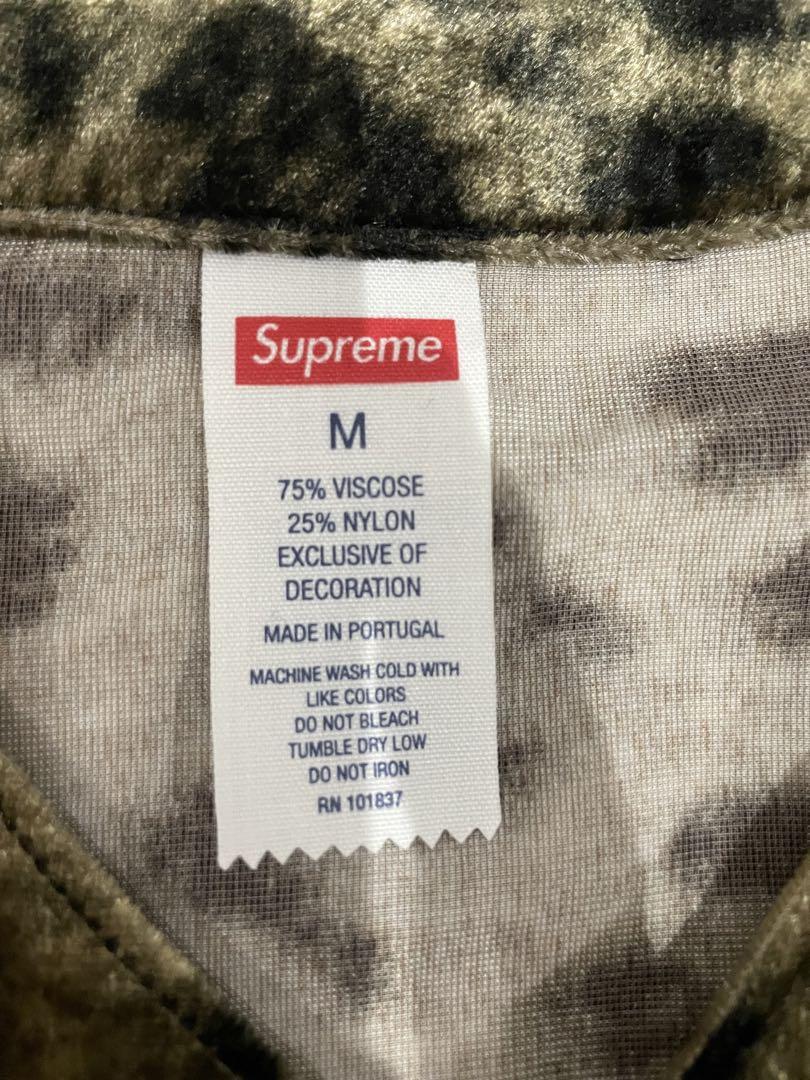 Supreme
M
75% VISCOSE
25% NYLON
EXCLUSIVE OF
DECORATION
MADE IN PORTUGAL
MACHINE WASH COLD WITH
LIKE COLORS
DO NOT BLEACH
TUMBLE DRY LOW
DO NOT IRON
RN 101837